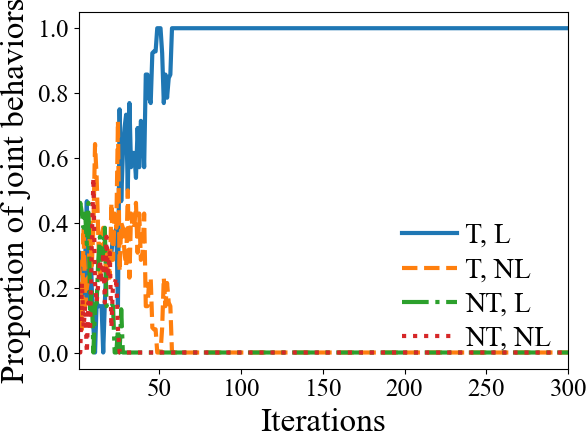 Proportion of joint behaviors
1.0
0.8
0.6
0.4
0.2
0.0
T, L
T, NL
NT, L
NT, NL
50 100 150 200 250 300
Iterations